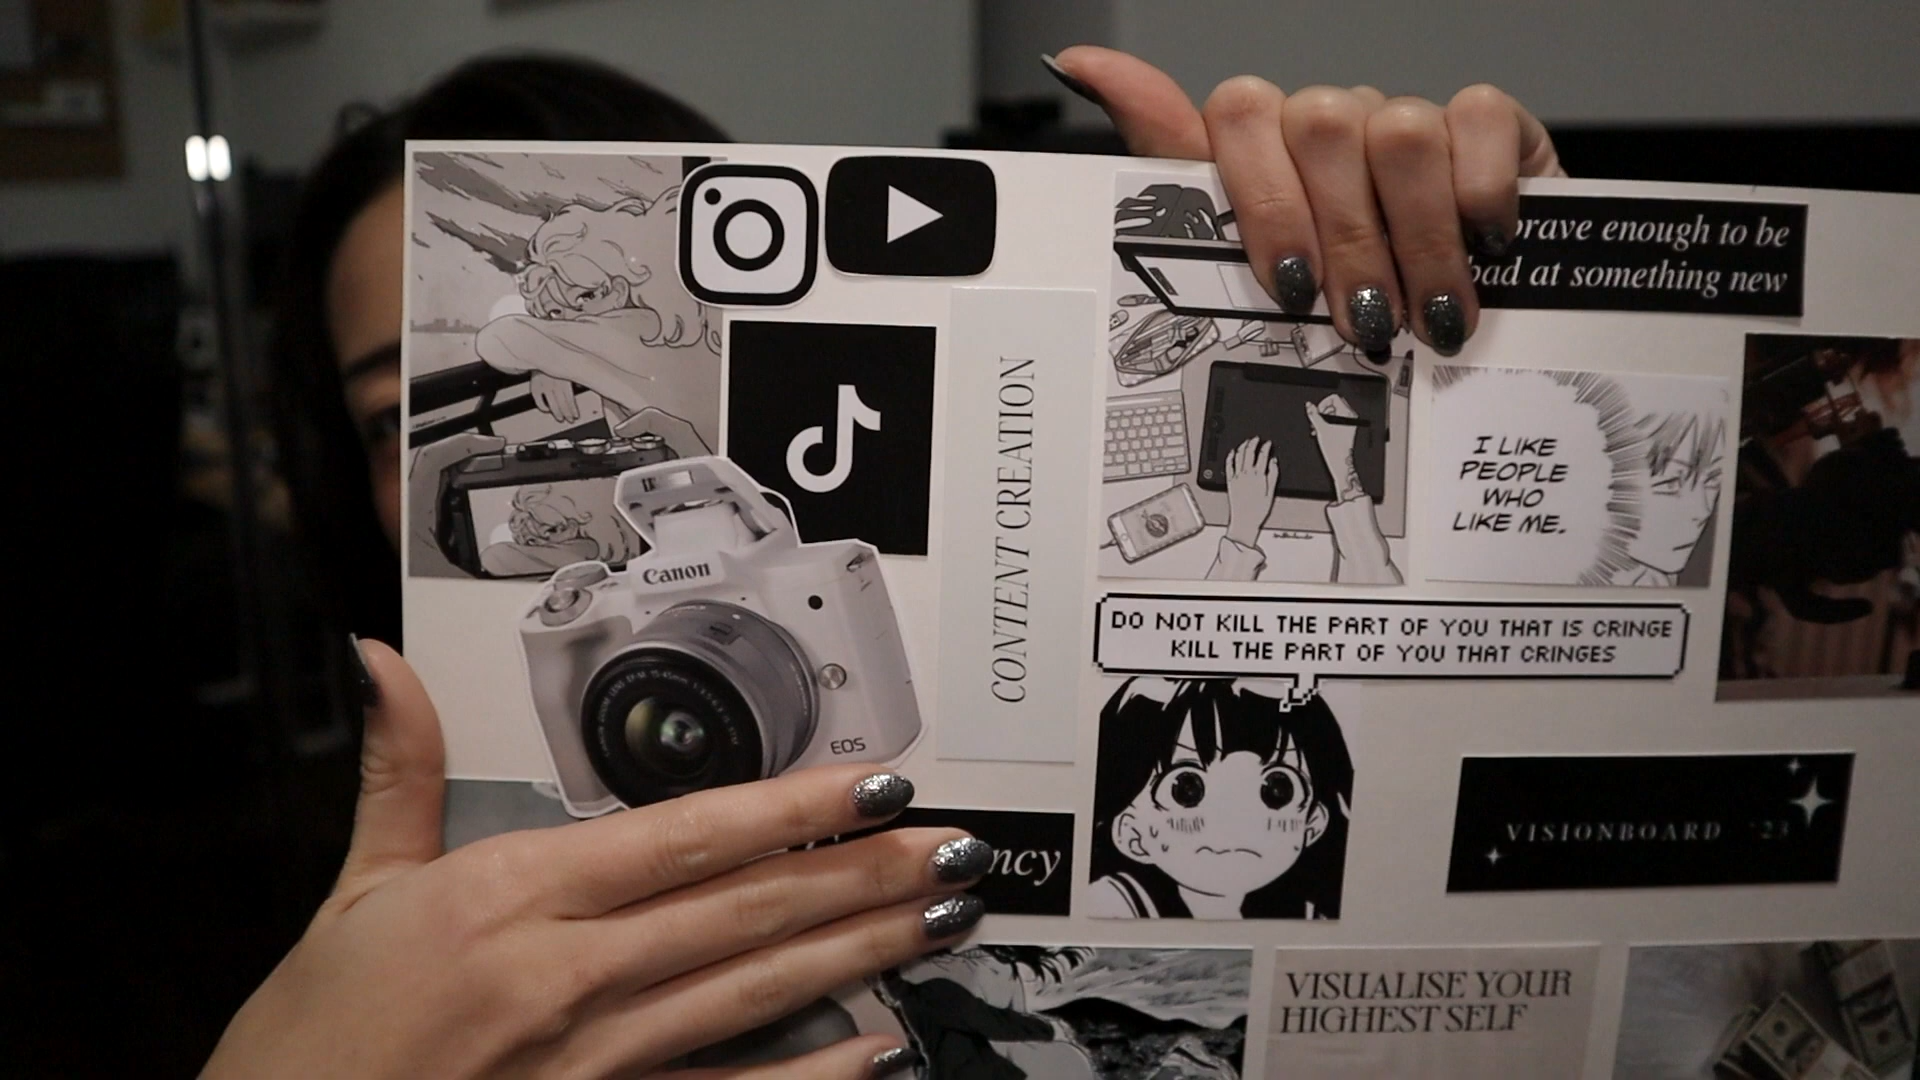 brave enough to be
bad at something new
CONTENT CREATION
I LIKE
PEOPLE
WHO
LIKE ME.
Canon
DO NOT KILL THE PART OF YOU THAT IS CRINGE
KILL THE PART OF YOU THAT CRINGES
EOS
VISIONBOARD '23
ncy
VISUALISE YOUR
HIGHEST SELF